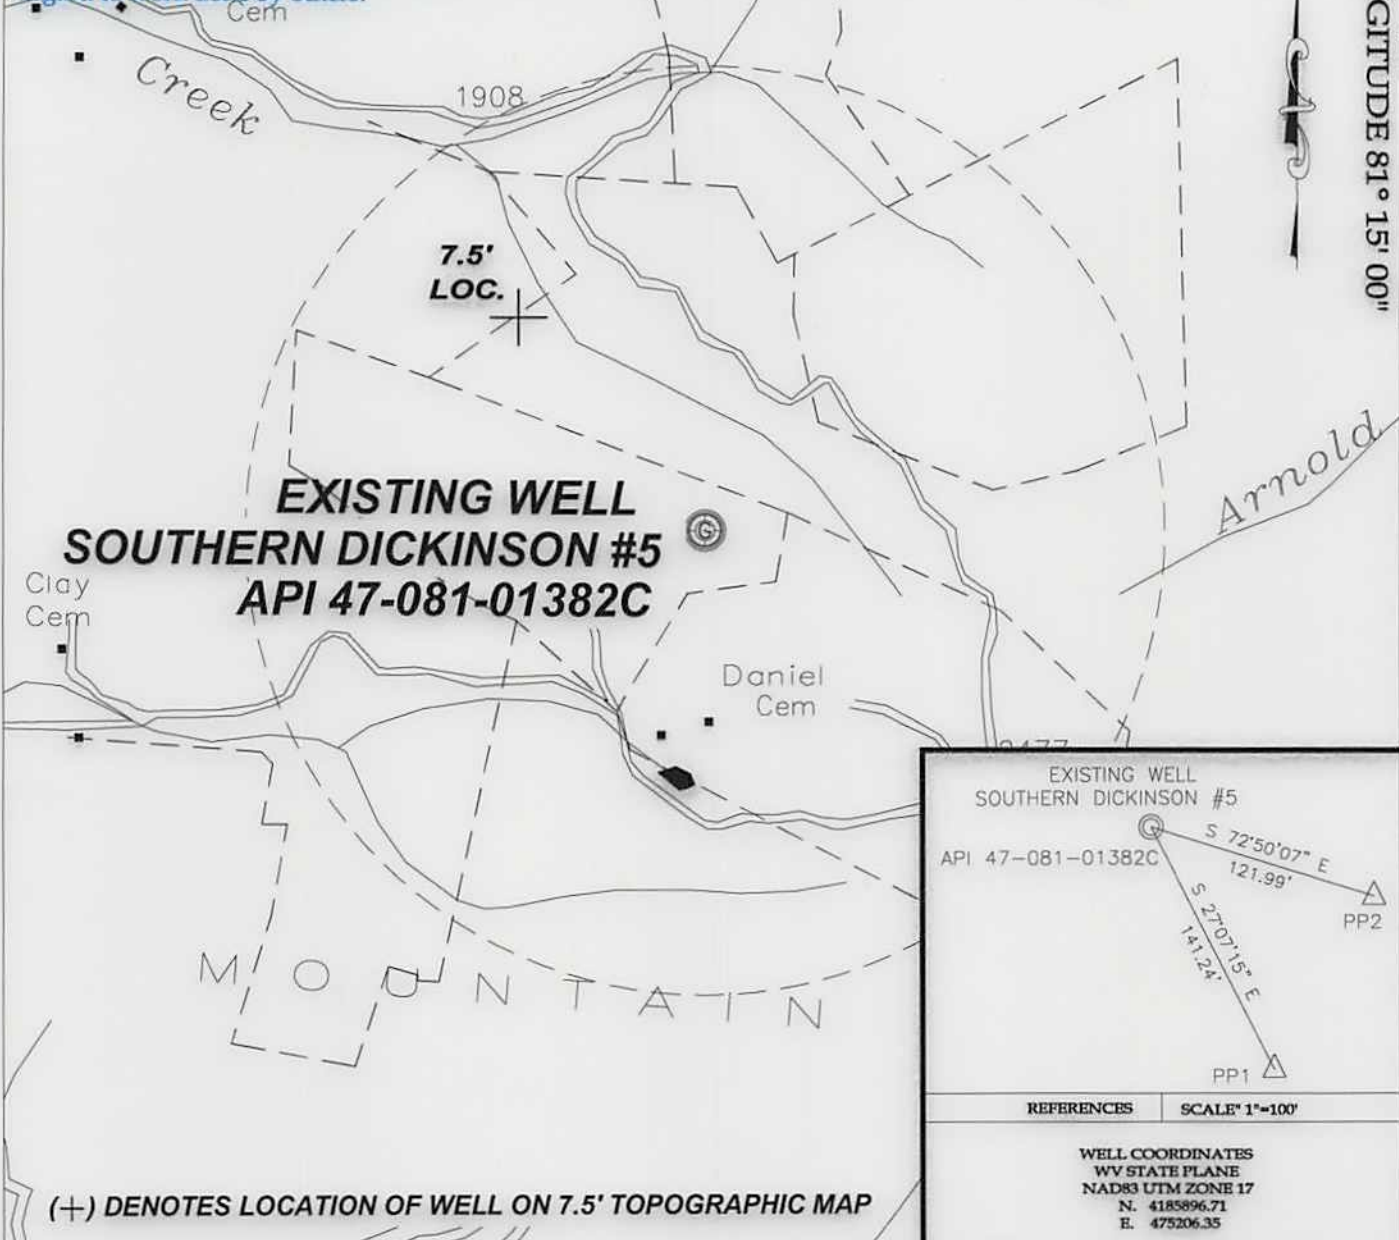 Cem
Creek
1908
GITUDE 81° 15' 00"
7.5'
LOC.
Arnold
EXISTING WELL
SOUTHERN DICKINSON #5
API 47-081-01382C
G
Clay
Cem
Daniel
Cem
EXISTING WELL
SOUTHERN DICKINSON #5
API 47-081-01382C
S 72°50'07" E
121.99'
PP2
S 27°07'15" E
141.24'
PP1
MOUNTAIN
REFERENCES
SCALE" 1"=100'
WELL COORDINATES
WV STATE PLANE
NAD83 UTM ZONE 17
N. 4185896.71
E. 475206.35
(+) DENOTES LOCATION OF WELL ON 7.5' TOPOGRAPHIC MAP